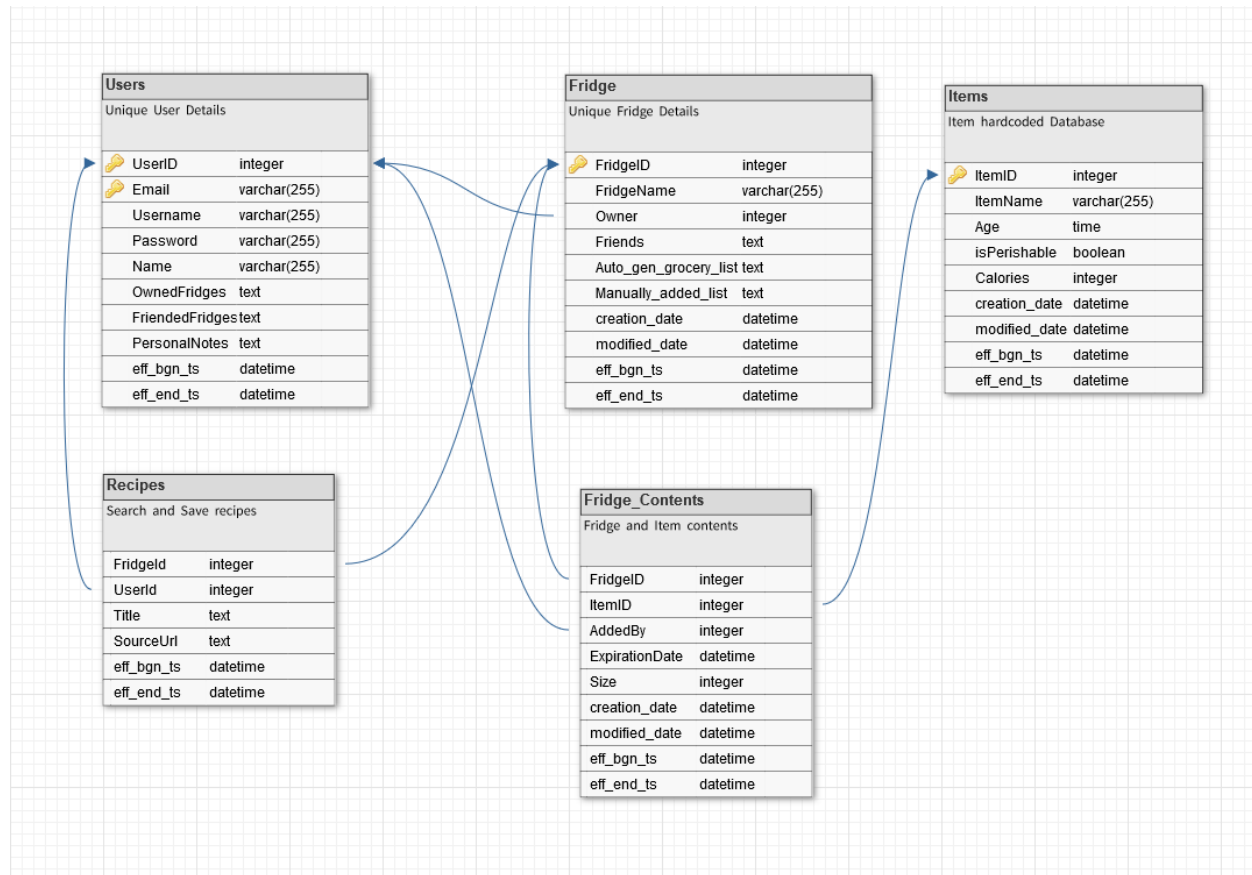 Users
Unique User Details
UserID integer
Email varchar(255)
Username varchar(255)
Password varchar(255)
Name varchar(255)
OwnedFridges text
FriendedFridges text
PersonalNotes text
eff_bgn_ts datetime
eff_end_ts datetime
Fridge
Unique Fridge Details
FridgeID integer
FridgeName varchar(255)
Owner integer
Friends text
Auto_gen_grocery_list text
Manually_added_list text
creation_date datetime
modified_date datetime
eff_bgn_ts datetime
eff_end_ts datetime
Items
Item hardcoded Database
ItemID integer
ItemName varchar(255)
Age time
isPerishable boolean
Calories integer
creation_date datetime
modified_date datetime
eff_bgn_ts datetime
eff_end_ts datetime
Recipes
Search and Save recipes
FridgeId integer
UserId integer
Title text
SourceUrl text
eff_bgn_ts datetime
eff_end_ts datetime
Fridge_Contents
Fridge and Item contents
FridgeID integer
ItemID integer
AddedBy integer
ExpirationDate datetime
Size integer
creation_date datetime
modified_date datetime
eff_bgn_ts datetime
eff_end_ts datetime